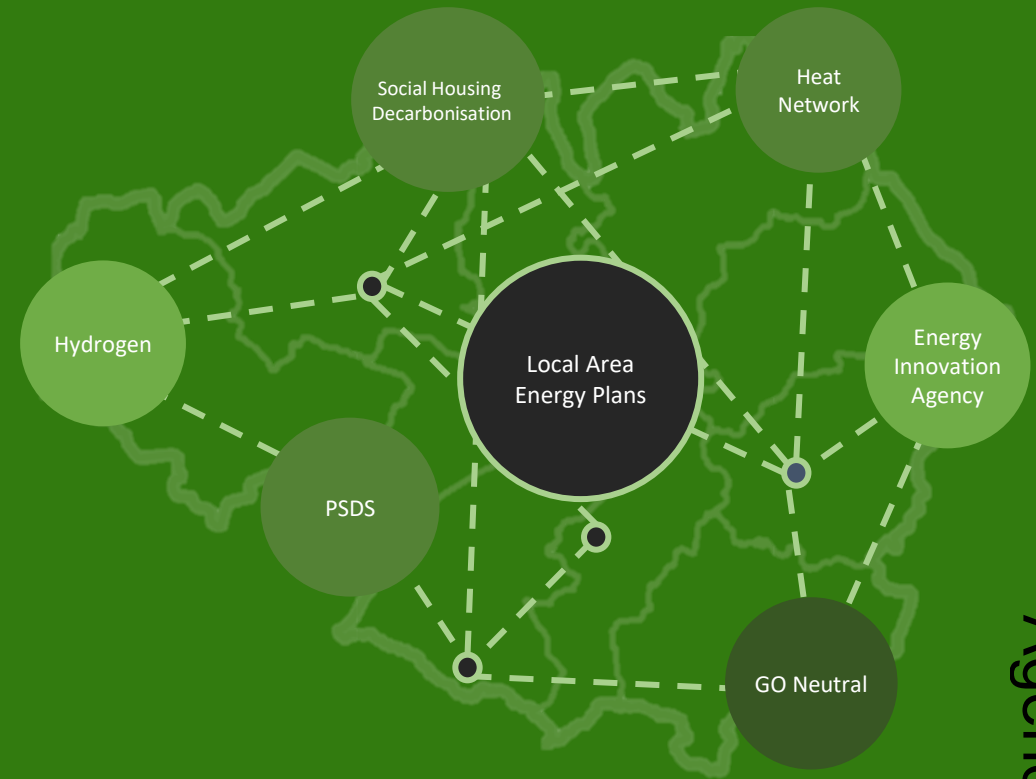 Social Housing
Decarbonisation
Heat
Network
Hydrogen
Local Area
Energy Plans
Energy
Innovation
Agency
PSDS
GO Neutral